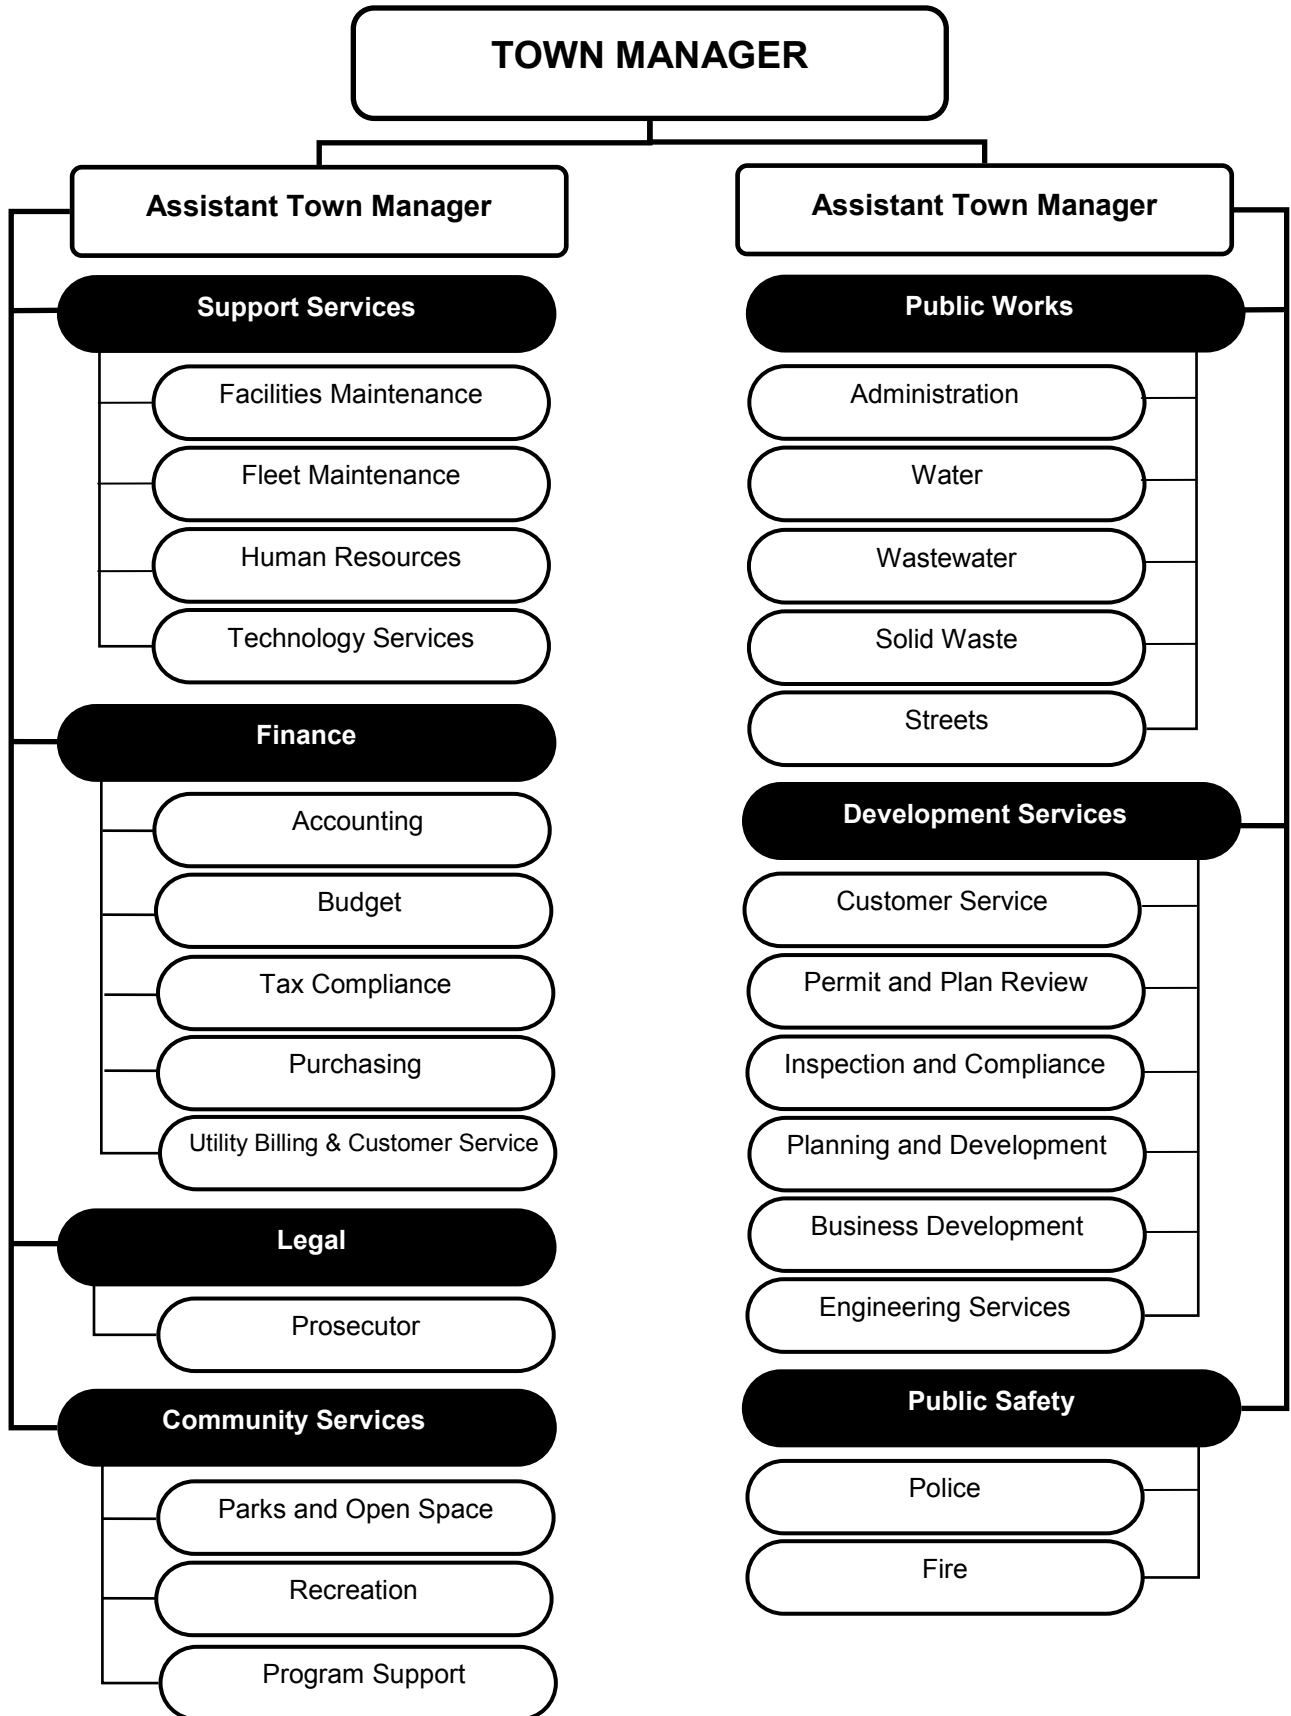 TOWN MANAGER
Assistant Town Manager
Support Services
Facilities Maintenance
Fleet Maintenance
Human Resources
Technology Services
Finance
Accounting
Budget
Tax Compliance
Purchasing
Utility Billing & Customer Service
Legal
Prosecutor
Community Services
Parks and Open Space
Recreation
Program Support
Assistant Town Manager
Public Works
Administration
Water
Wastewater
Solid Waste
Streets
Development Services
Customer Service
Permit and Plan Review
Inspection and Compliance
Planning and Development
Business Development
Engineering Services
Public Safety
Police
Fire